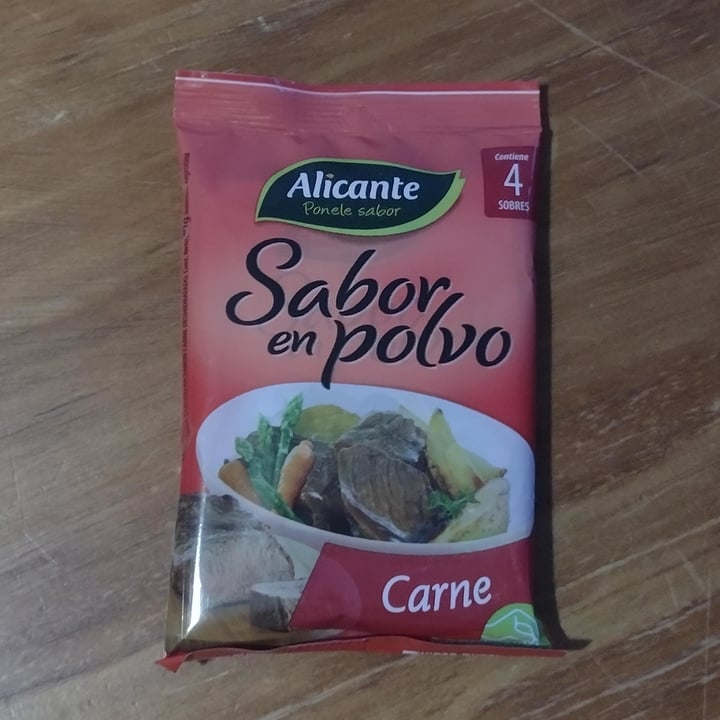 Alicante
Ponele sabor
Contiene
4
SOBRES
Sabor
en polvo
Carne